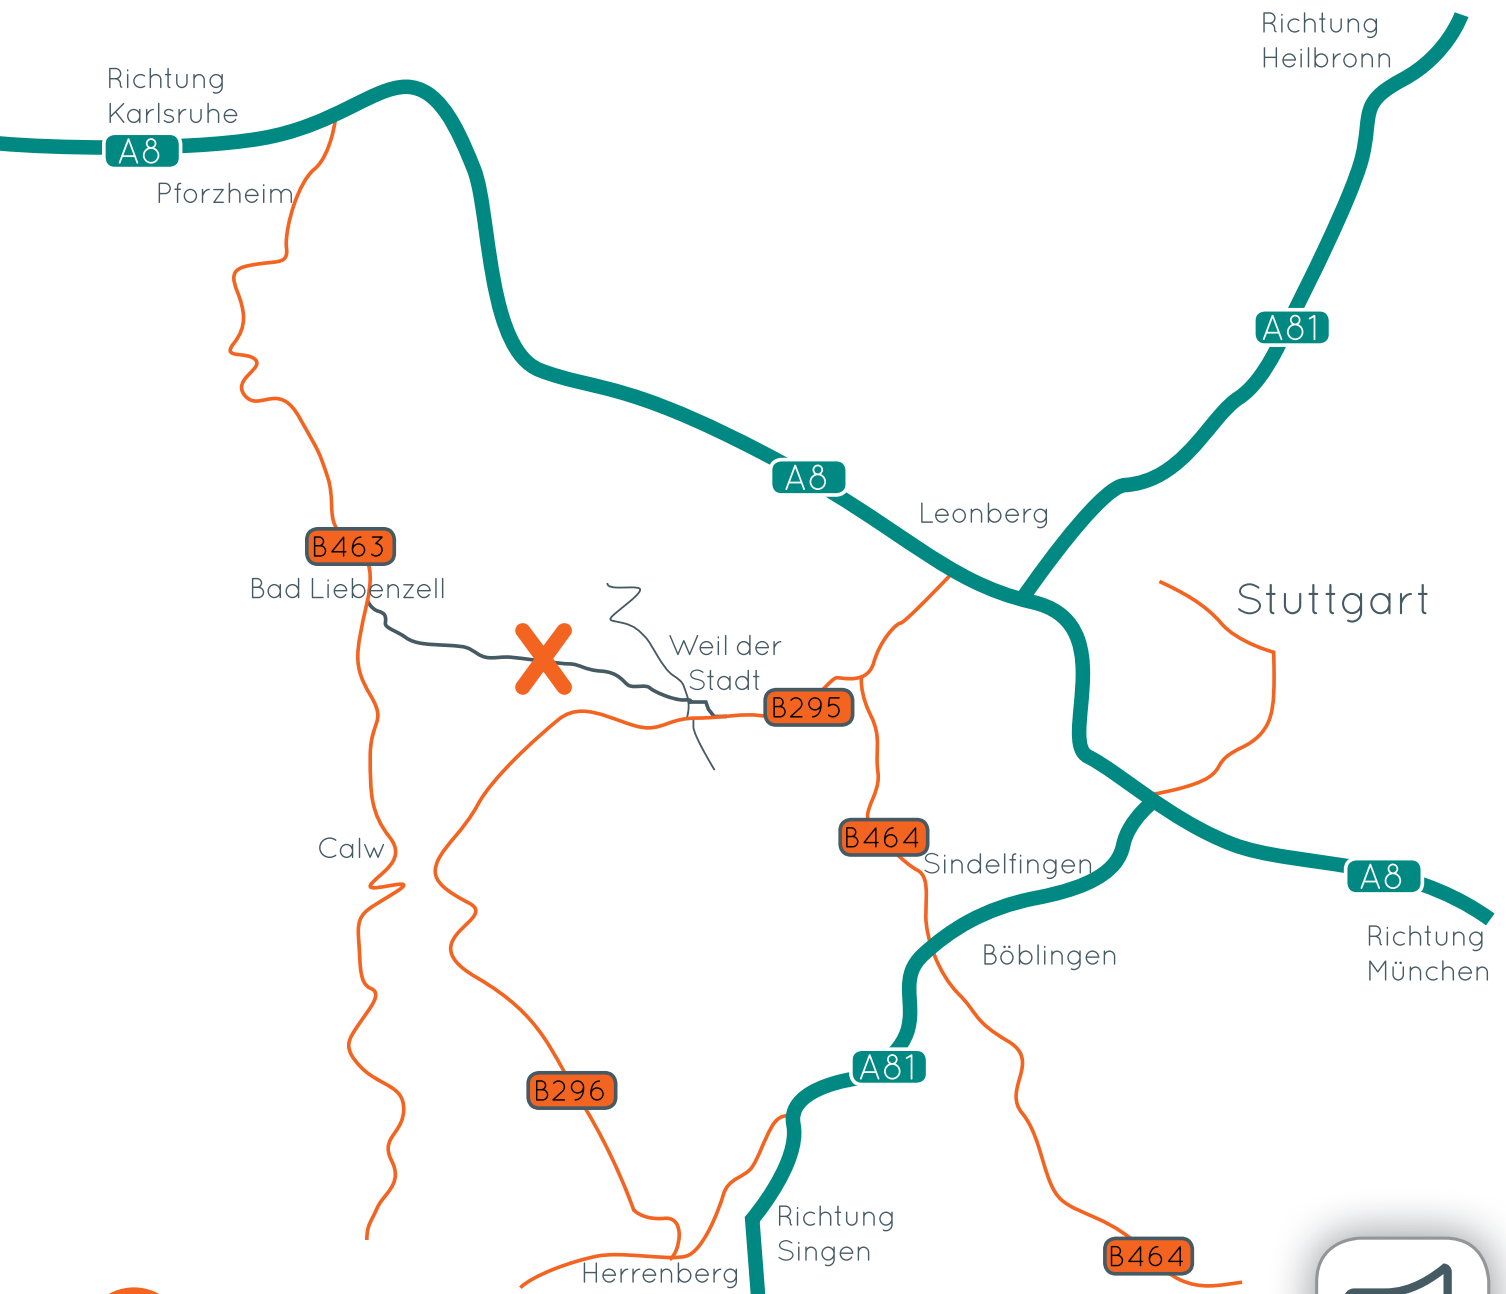 Richtung
Heilbronn
Richtung
Karlsruhe
A8
Pforzheim
A81
A8
Leonberg
B463
Bad Liebenzell
Stuttgart
Weil der
Stadt
B295
B464
Calw
Sindelfingen
A8
Richtung
München
Böblingen
A81
B296
Richtung
Singen
B464
Herrenberg